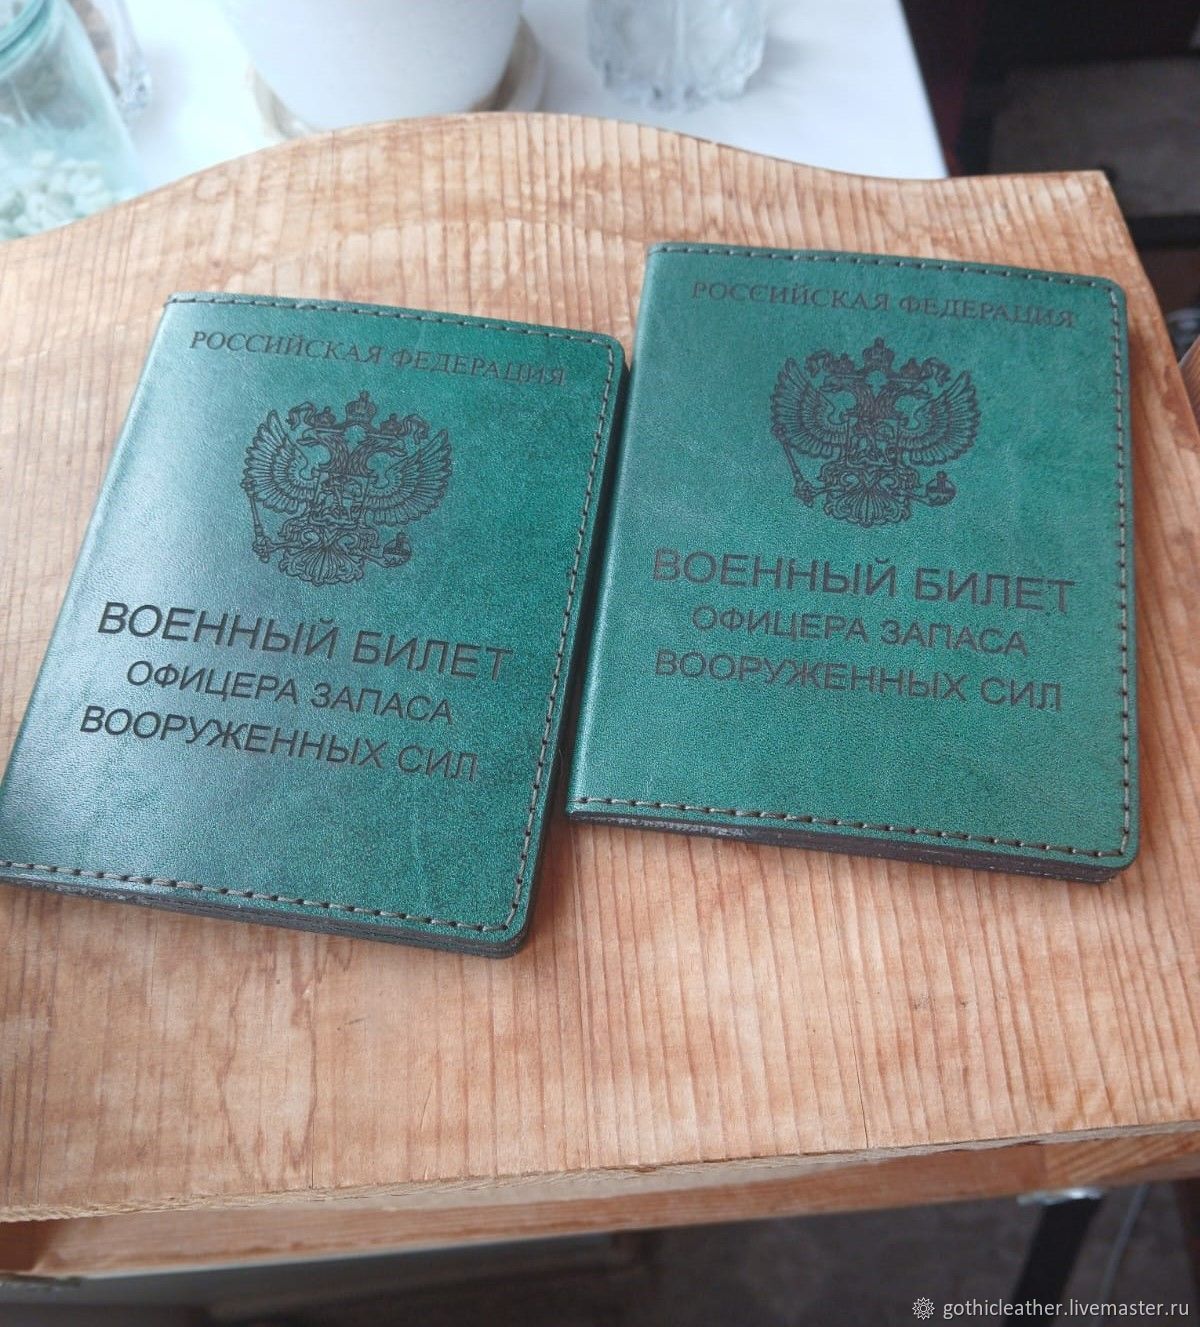 РОССИЙСКАЯ ФЕДЕРАЦИЯ
ВОЕННЫЙ БИЛЕТ
ОФИЦЕРА ЗАПАСА
ВООРУЖЕННЫХ СИЛ
РОССИЙСКАЯ ФЕДЕРАЦИЯ
ВОЕННЫЙ БИЛЕТ
ОФИЦЕРА ЗАПАСА
ВООРУЖЕННЫХ СИЛ
gothicleather.livemaster.ru